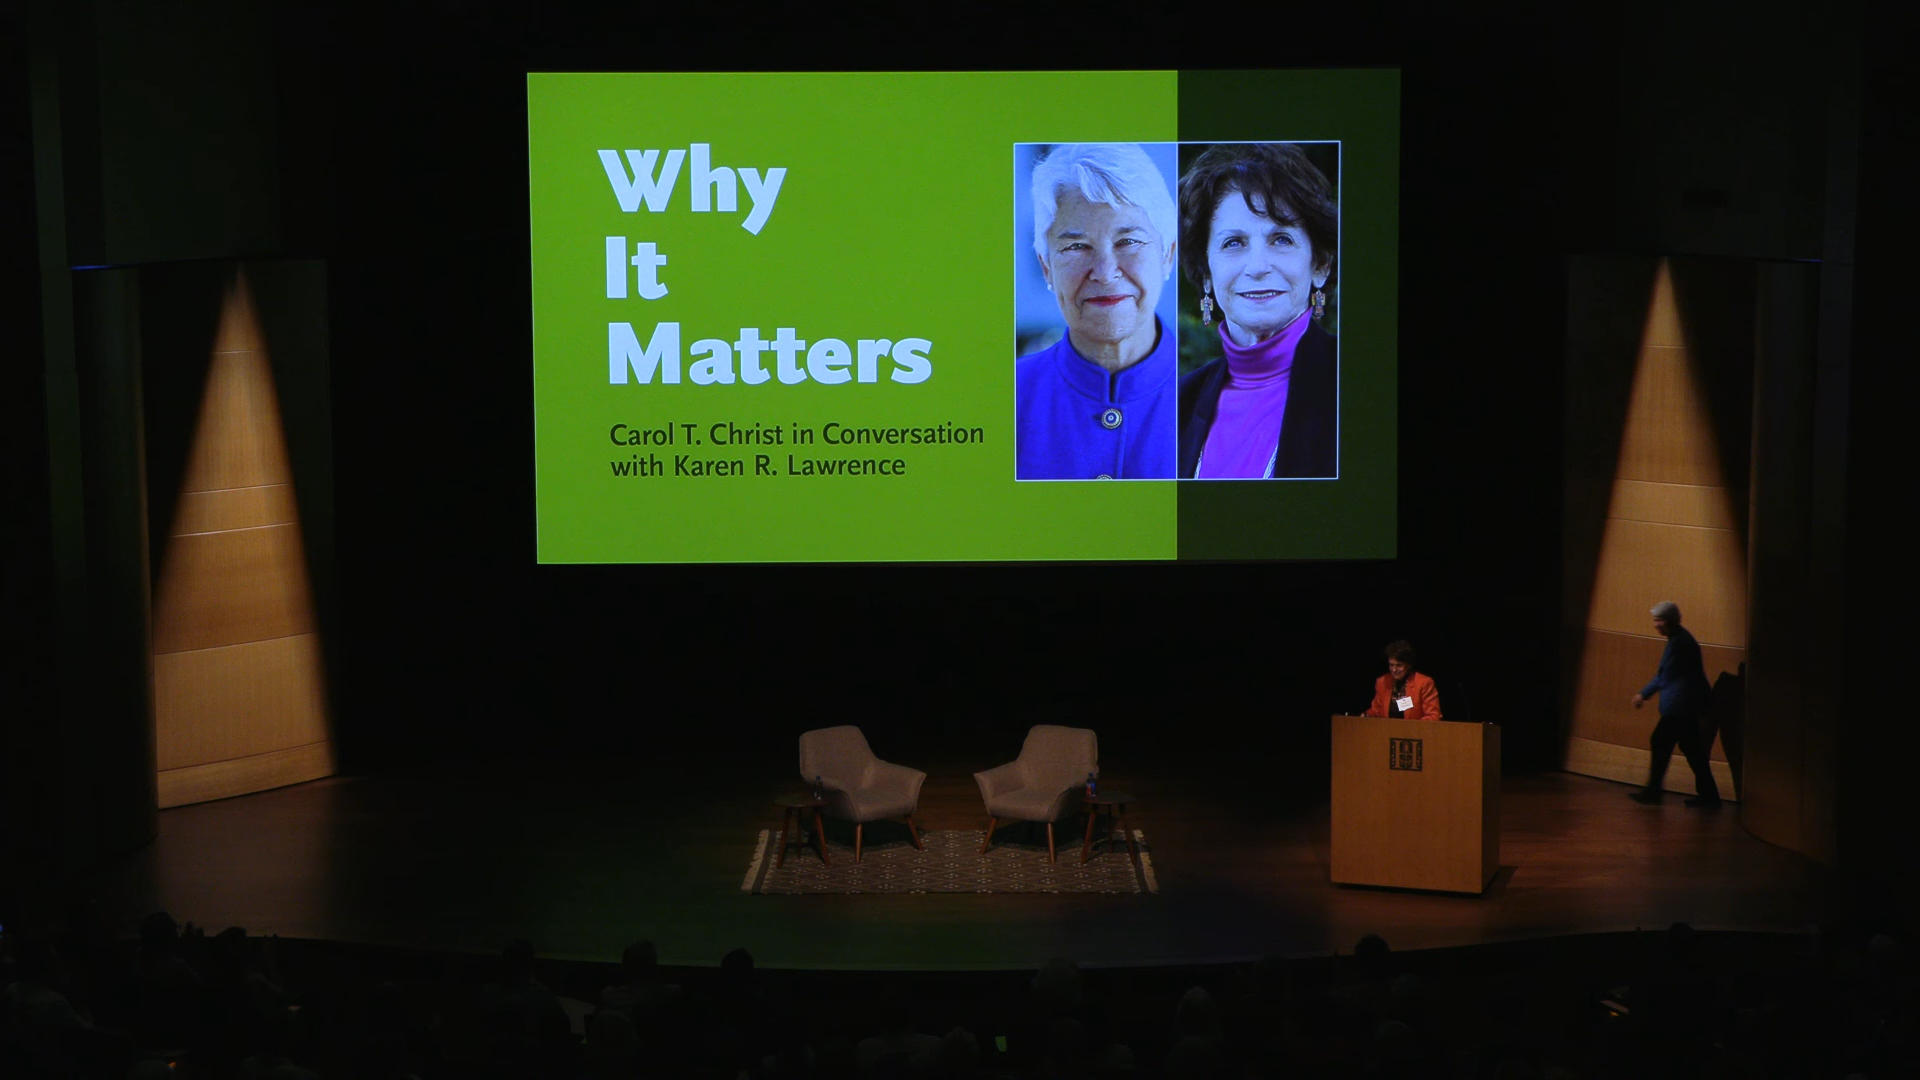 Why
It
Matters
Carol T. Christ in Conversation
with Karen R. Lawrence